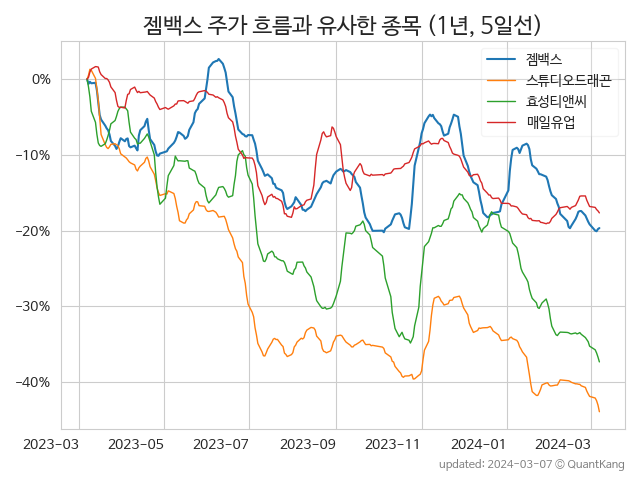 젬백스 주가 흐름과 유사한 종목 (1년, 5일선)
젬백스
스튜디오드래곤
효성티앤씨
매일유업
0%
−10%
−20%
−30%
−40%
2023-03 2023-05 2023-07 2023-09 2023-11 2024-01 2024-03
updated: 2024-03-07 © QuantKang